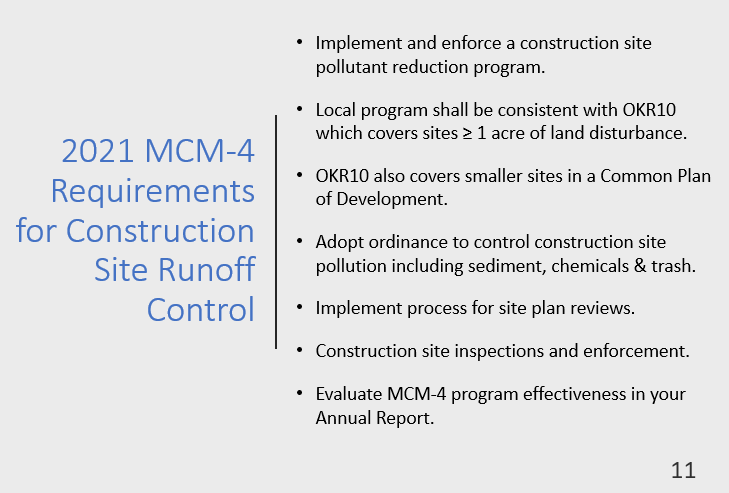 2021 MCM-4
Requirements
for Construction
Site Runoff
Control
• Implement and enforce a construction site
pollutant reduction program.
• Local program shall be consistent with OKR10
which covers sites ≥ 1 acre of land disturbance.
• OKR10 also covers smaller sites in a Common Plan
of Development.
• Adopt ordinance to control construction site
pollution including sediment, chemicals & trash.
• Implement process for site plan reviews.
• Construction site inspections and enforcement.
• Evaluate MCM-4 program effectiveness in your
Annual Report.
11